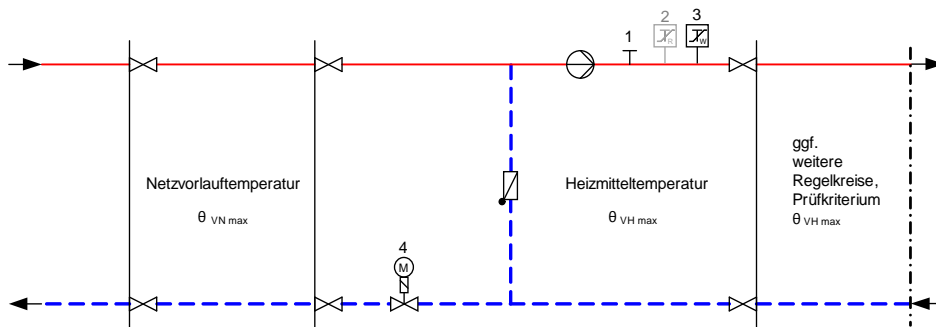 1
2
3
R
W
Netzvorlauftemperatur
θ VN max
Heizmitteltemperatur
θ VH max
ggf.
weitere
Regelkreise,
Prüfkriterium
θ VH max
4
M